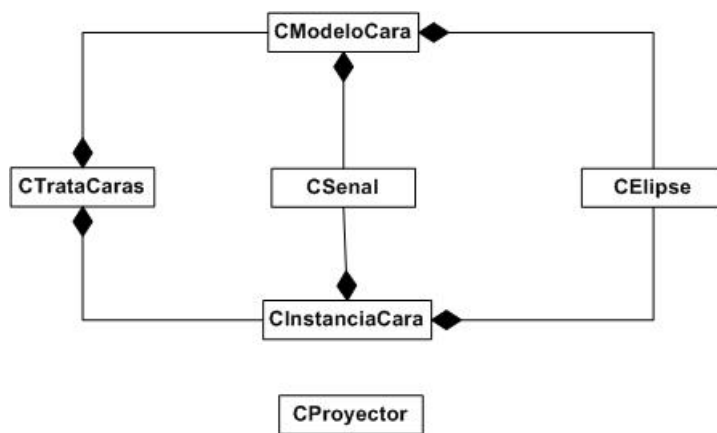 CModeloCara
CTrataCaras
CSenal
CElipse
CInstanciaCara
CProyector